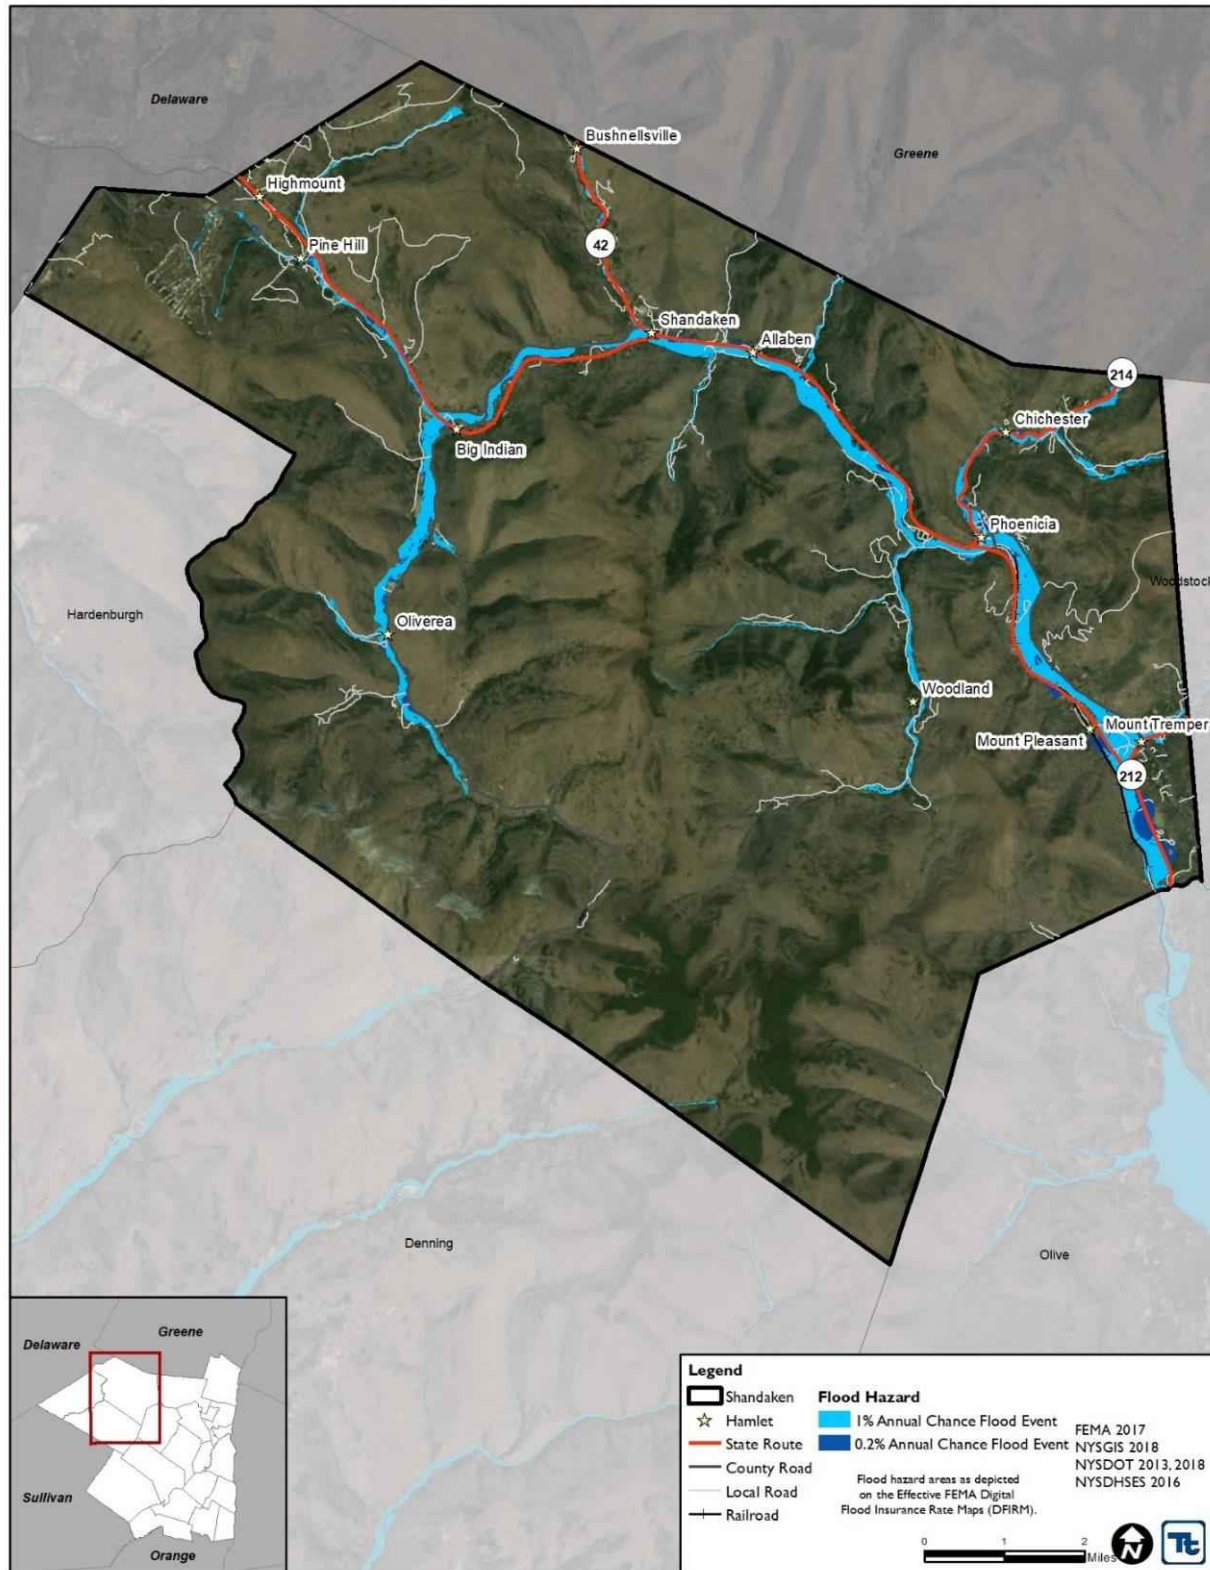 Delaware
Greene
Bushnellsville
Highmount
Pine Hill
42
Shandaken
Allaben
214
Chichester
Big Indian
Phoenicia
Woodstock
Hardenburgh
Oliverea
Woodland
Mount Tremper
Mount Pleasant
212
Denning
Olive
Delaware
Greene
Sullivan
Orange
Legend
Shandaken
Hamlet
State Route
County Road
Local Road
Railroad
Flood Hazard
1% Annual Chance Flood Event
0.2% Annual Chance Flood Event
Flood hazard areas as depicted
on the Effective FEMA Digital
Flood Insurance Rate Maps (DFIRM).
FEMA 2017
NYSGIS 2018
NYSDOT 2013, 2018
NYSDHSES 2016
0 1 2
Miles
N
Tt